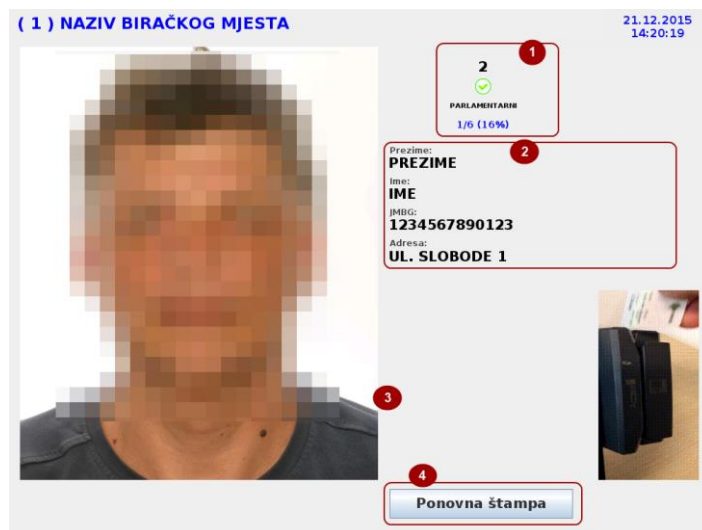 ( 1 ) NAZIV BIRAČKOG MJESTA
21.12.2015
14:20:19
1
2
PARLAMENTARNI
1/6 (16%)
2
Prezime:
PREZIME
Ime:
IME
JMBG:
1234567890123
Adresa:
UL. SLOBODE 1
3
4
Ponovna štampa